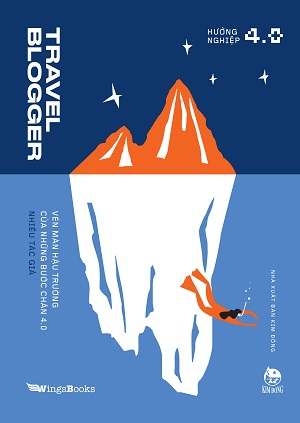 HƯỚNG
NGHIỆP
4.0
TRAVEL
BLOGGER
VÉN MÀN HẬU TRƯỜNG
CỦA NHỮNG BƯỚC CHÂN 4.0
NHIỀU TÁC GIẢ
NHÀ XUẤT BẢN KIM ĐỒNG
WingsBooks
KIM ĐỒNG